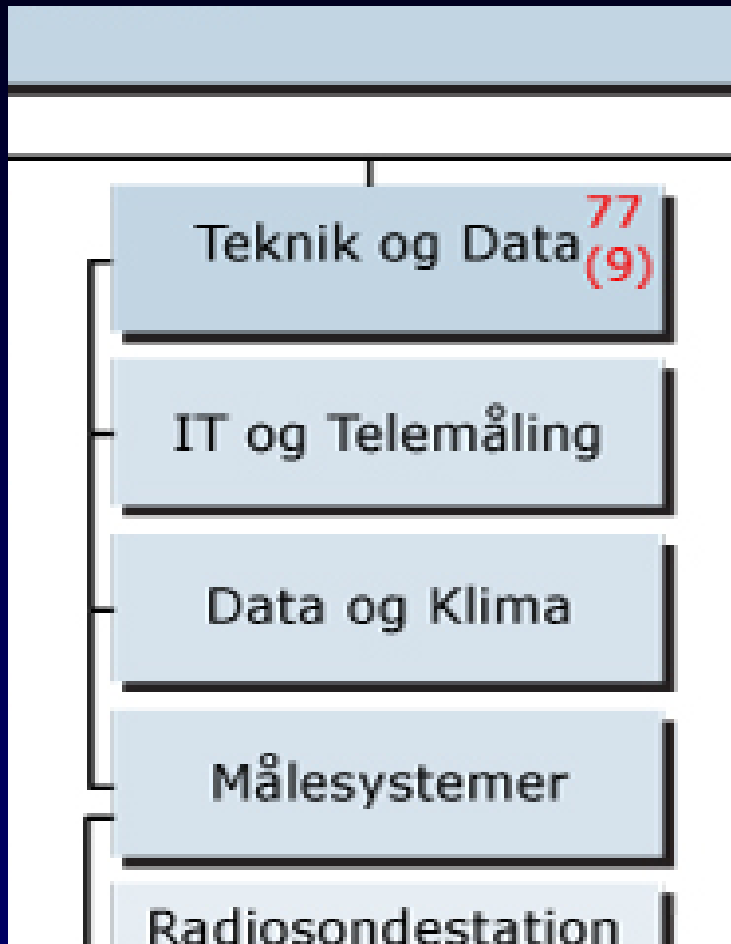 Teknik og Data 77
(9)
IT og Telemåling
Data og Klima
Målesystemer
Radiosondestation